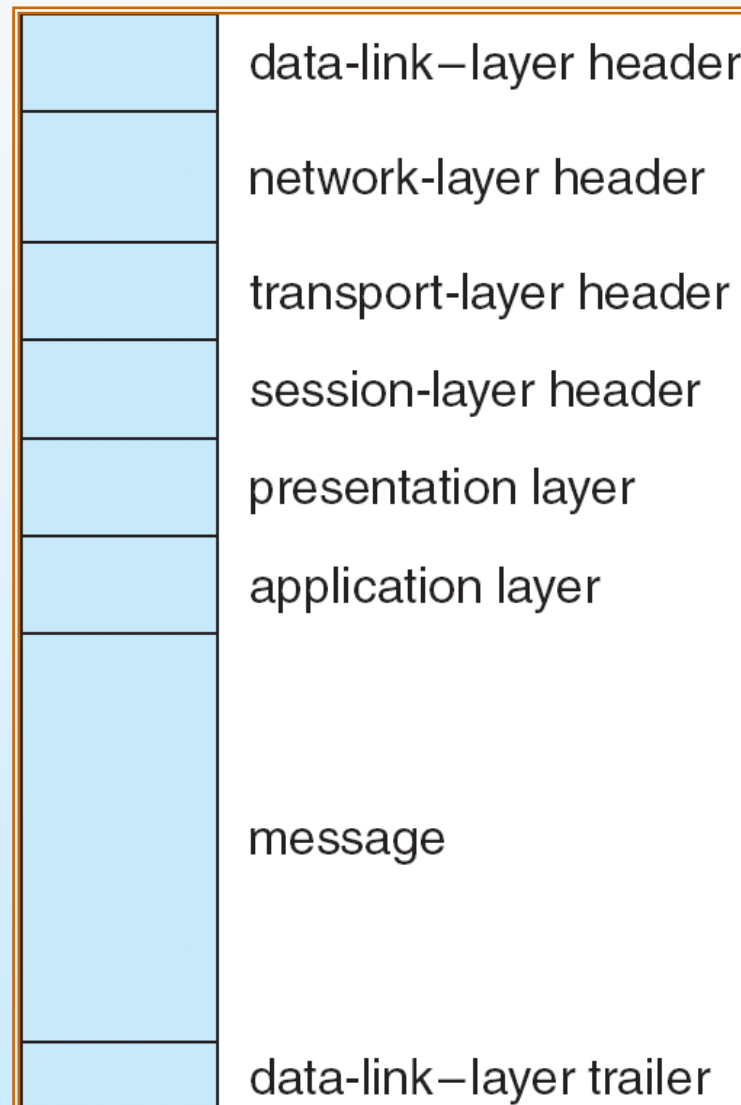 data-link–layer header
network-layer header
transport-layer header
session-layer header
presentation layer
application layer
message
data-link–layer trailer